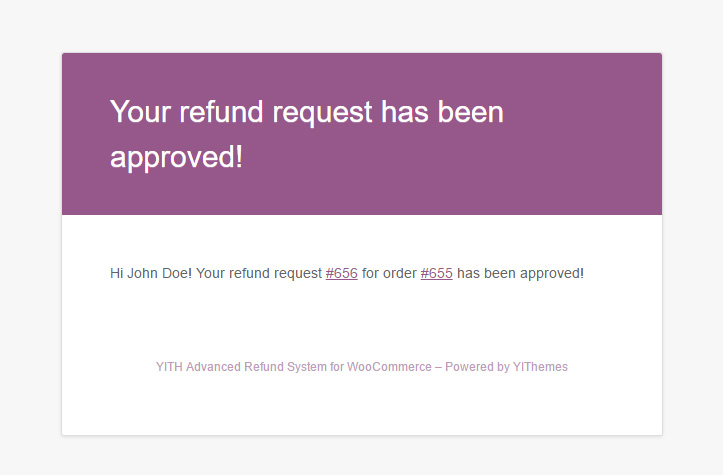 Your refund request has been
approved!
Hi John Doe! Your refund request #656 for order #655 has been approved!
YITH Advanced Refund System for WooCommerce – Powered by YIThemes